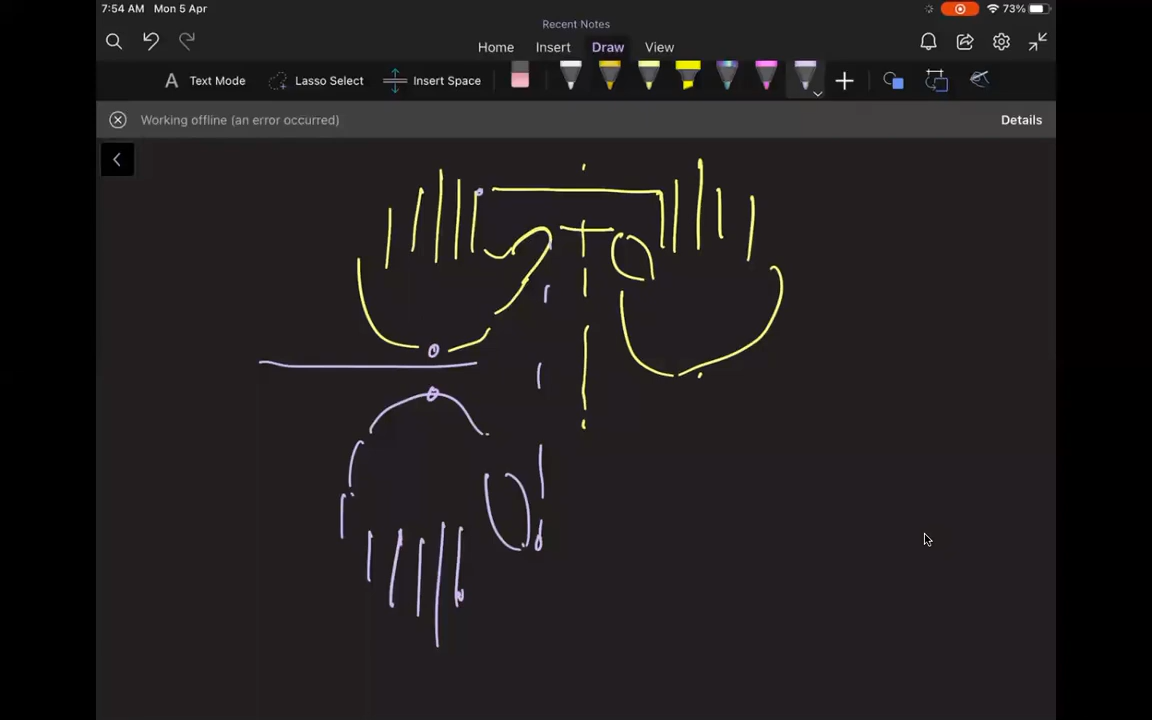 7:54 AM Mon 5 Apr
73%
Recent Notes
Home Insert Draw View
Text Mode Lasso Select Insert Space
Working offline (an error occurred) Details